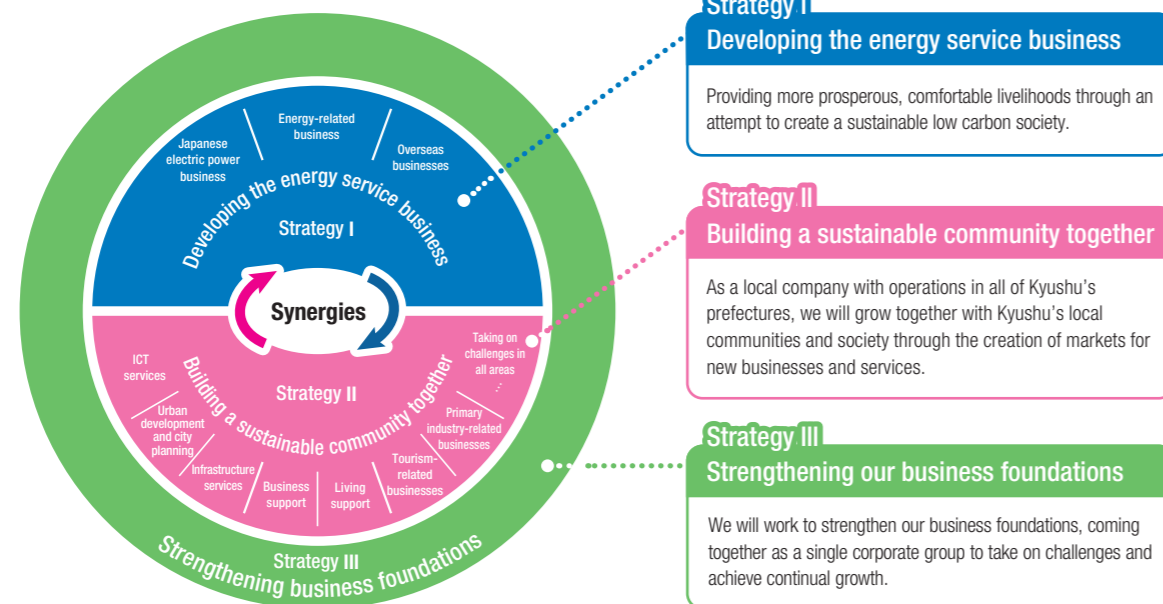 Japanese
electric power
business
Energy-related
business
Overseas
businesses
Developing the energy service business
Strategy I
Synergies
Strategy II
Building a sustainable community together
ICT
services
Urban
development
and city
planning
Infrastructure
services
Business
support
Living
support
Tourism-
related
businesses
Primary
industry-related
businesses
Taking on
challenges in
all areas
...
Strategy III
Strengthening business foundations
Strategy I
Developing the energy service business
Providing more prosperous, comfortable livelihoods through an
attempt to create a sustainable low carbon society.
Strategy II
Building a sustainable community together
As a local company with operations in all of Kyushu's
prefectures, we will grow together with Kyushu's local
communities and society through the creation of markets for
new businesses and services.
Strategy III
Strengthening our business foundations
We will work to strengthen our business foundations, coming
together as a single corporate group to take on challenges and
achieve continual growth.